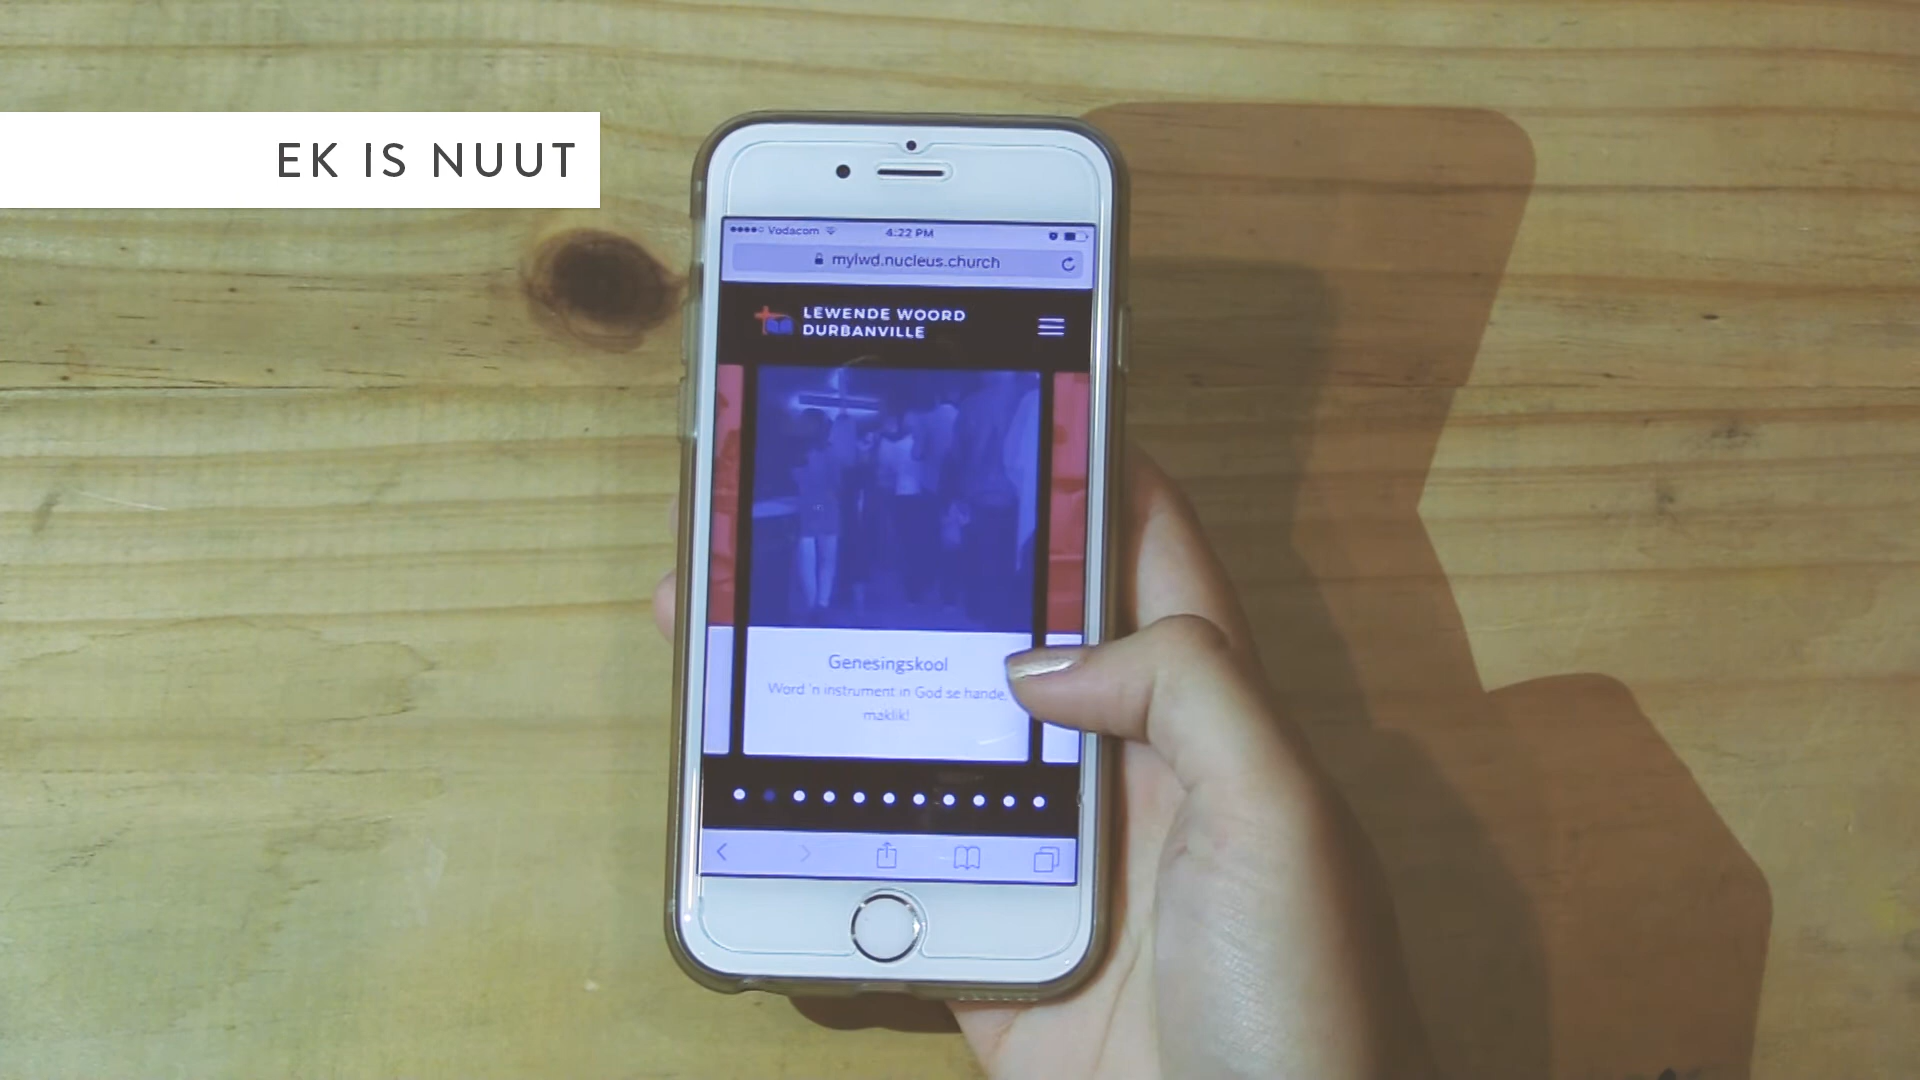 EK IS NUUT
Vodacom 4:22 PM
mylwd.nucleus.church
LEWENDE WOORD
DURBANVILLE
Genesingskool
Word 'n instrument in God se hande,
maklik!